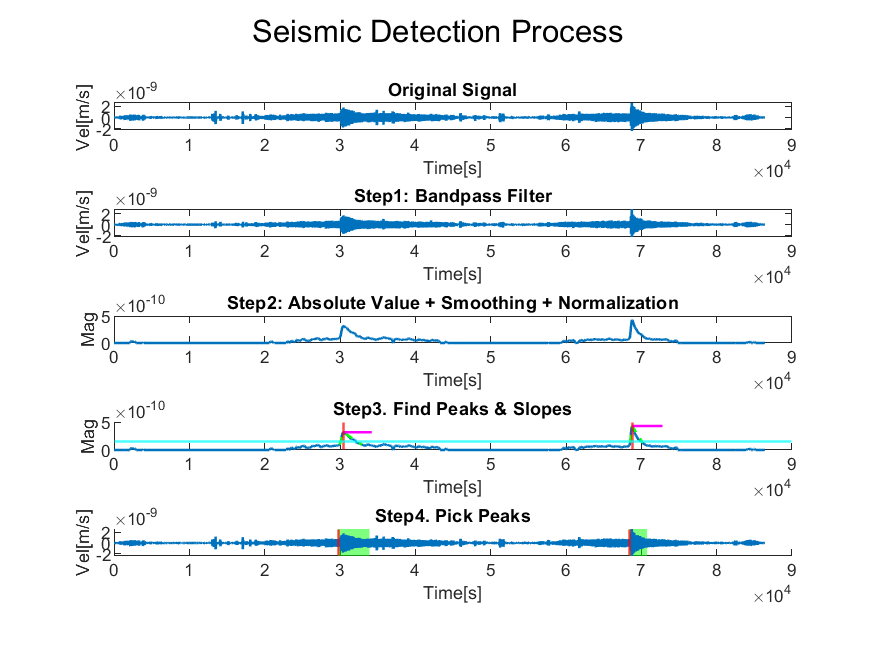 Seismic Detection Process
×10^-9
Original Signal
Vel[m/s]
2
0
-2
0 1 2 3 4 5 6 7 8 9
Time[s]
×10^4
×10^-9
Step1: Bandpass Filter
Vel[m/s]
2
0
-2
0 1 2 3 4 5 6 7 8 9
Time[s]
×10^4
×10^-10
Step2: Absolute Value + Smoothing + Normalization
Mag
5
0
0 1 2 3 4 5 6 7 8 9
Time[s]
×10^4
×10^-10
Step3. Find Peaks & Slopes
Mag
5
0
0 1 2 3 4 5 6 7 8 9
Time[s]
×10^4
×10^-9
Step4. Pick Peaks
Vel[m/s]
2
0
-2
0 1 2 3 4 5 6 7 8 9
Time[s]
×10^4